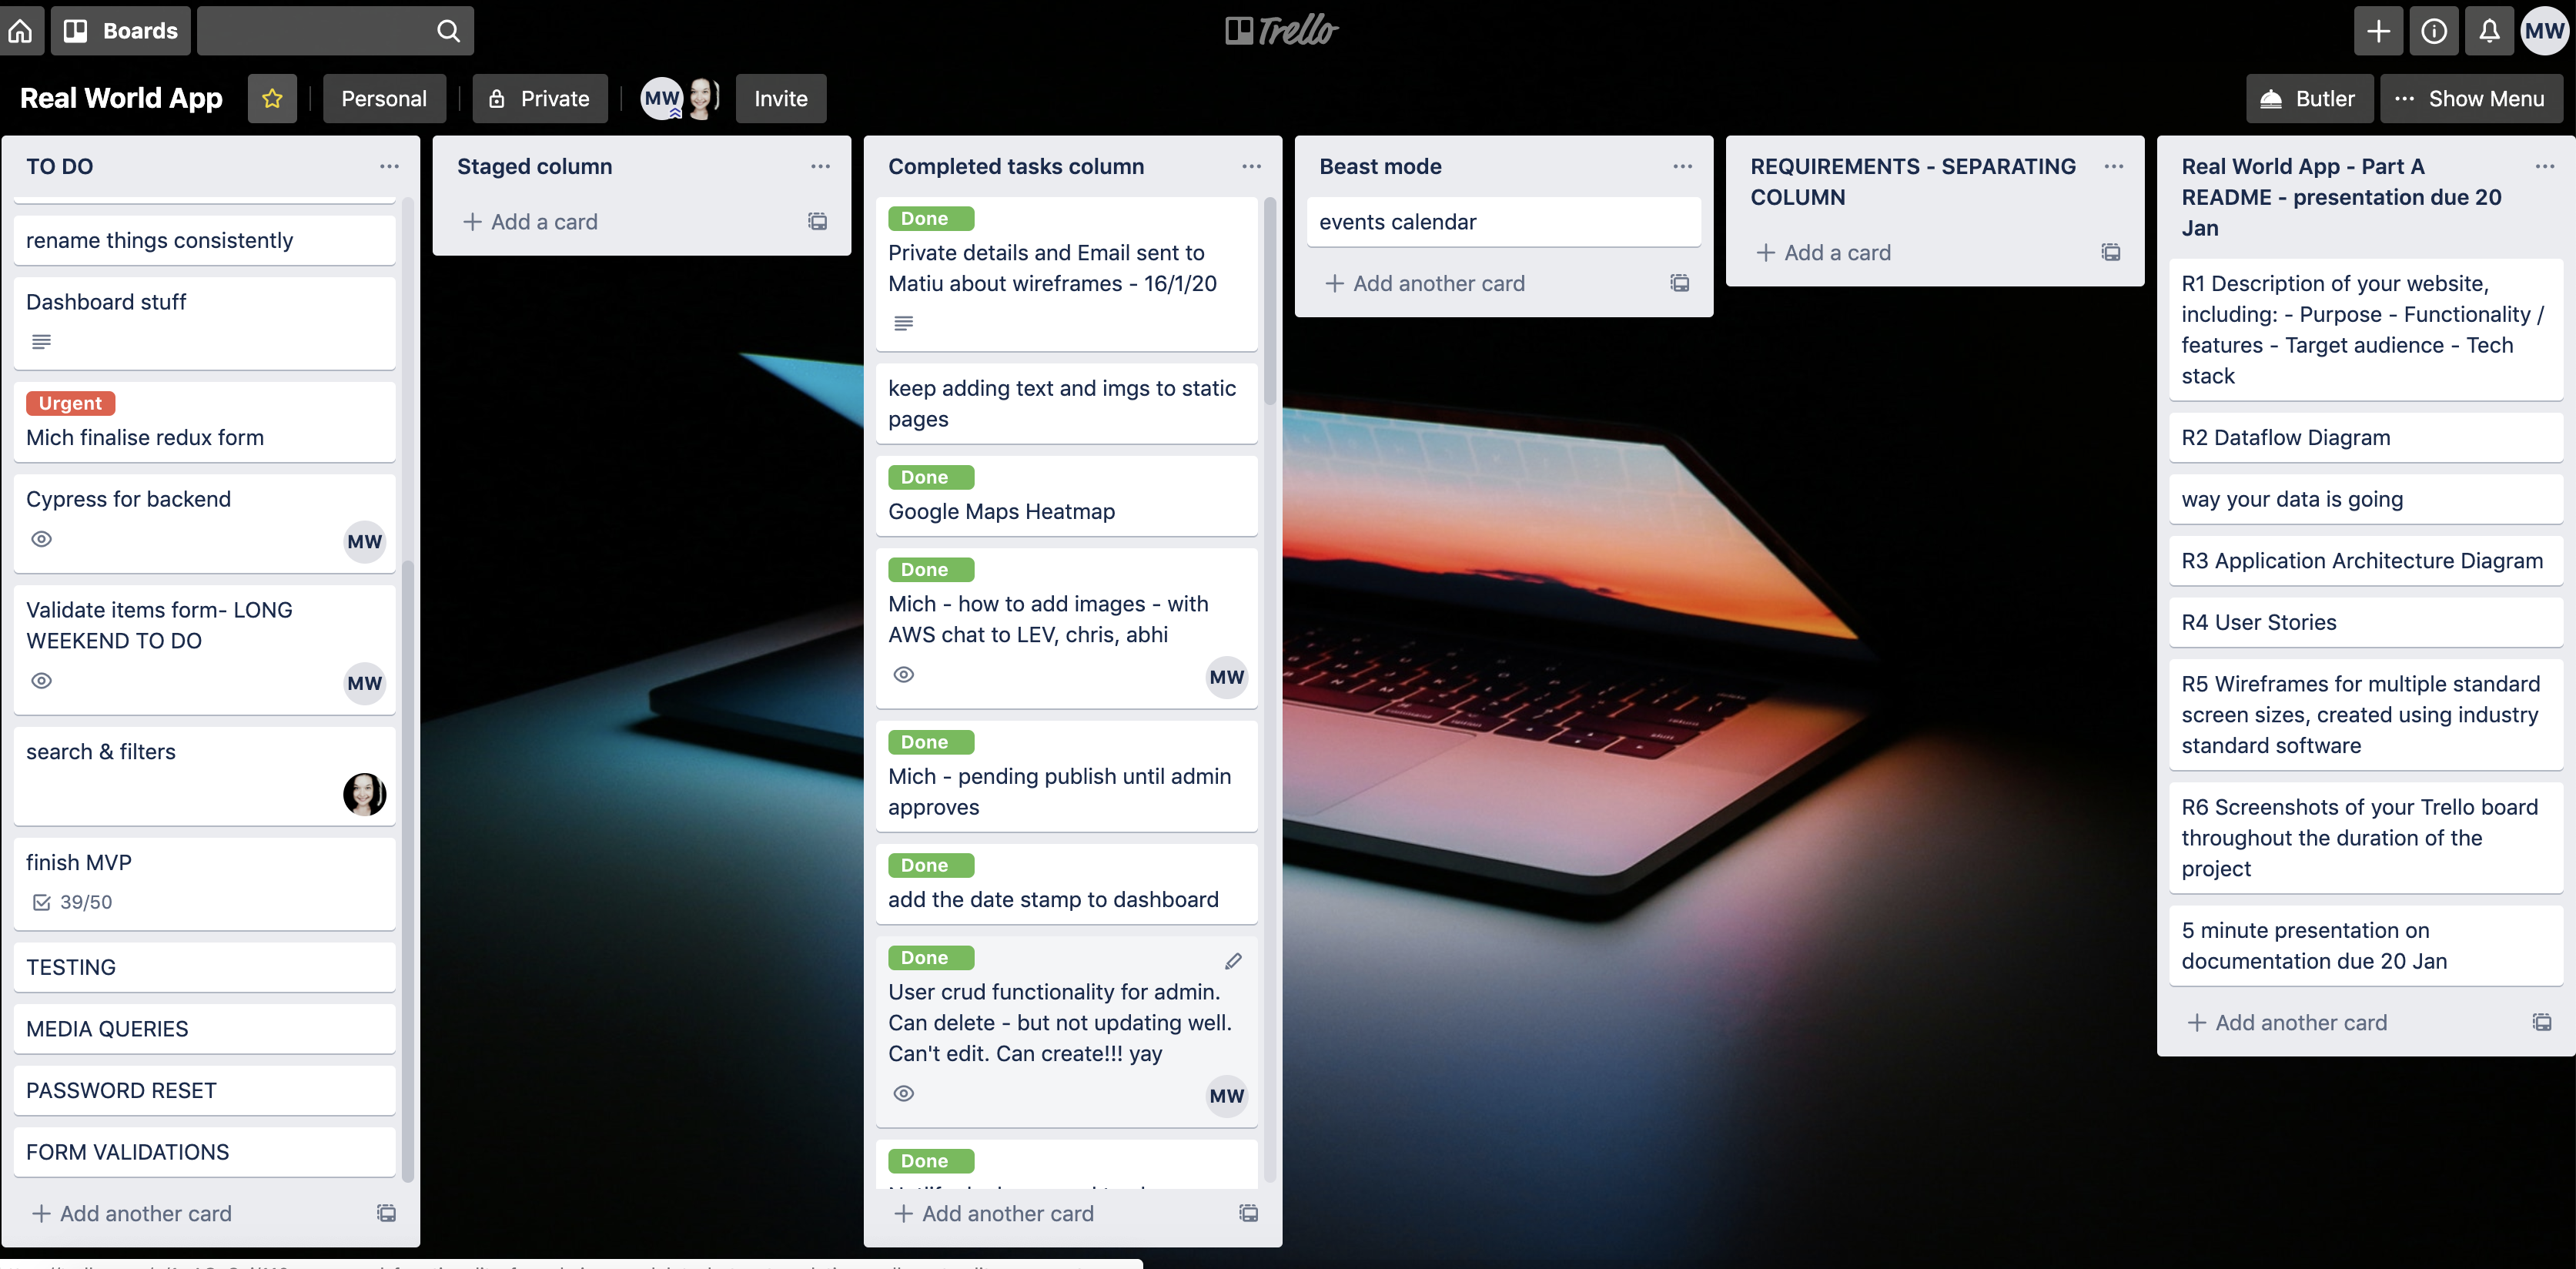 Boards
Trello
MW
Real World App
Personal
Private
MW
Invite
Butler
Show Menu
TO DO
rename things consistently
Dashboard stuff
Urgent
Mich finalise redux form
Cypress for backend
MW
Validate items form- LONG
WEEKEND TO DO
MW
search & filters
finish MVP
39/50
TESTING
MEDIA QUERIES
PASSWORD RESET
FORM VALIDATIONS
Add another card
Staged column
Add a card
Completed tasks column
Done
Private details and Email sent to
Matiu about wireframes - 16/1/20
keep adding text and imgs to static
pages
Done
Google Maps Heatmap
Done
Mich - how to add images - with
AWS chat to LEV, chris, abhi
MW
Done
Mich - pending publish until admin
approves
Done
add the date stamp to dashboard
Done
User crud functionality for admin.
Can delete - but not updating well.
Can't edit. Can create!!! yay
MW
Done
Add another card
Beast mode
events calendar
Add another card
REQUIREMENTS - SEPARATING
COLUMN
Add a card
Real World App - Part A
README - presentation due 20
Jan
R1 Description of your website,
including: - Purpose - Functionality /
features - Target audience - Tech
stack
R2 Dataflow Diagram
way your data is going
R3 Application Architecture Diagram
R4 User Stories
R5 Wireframes for multiple standard
screen sizes, created using industry
standard software
R6 Screenshots of your Trello board
throughout the duration of the
project
5 minute presentation on
documentation due 20 Jan
Add another card